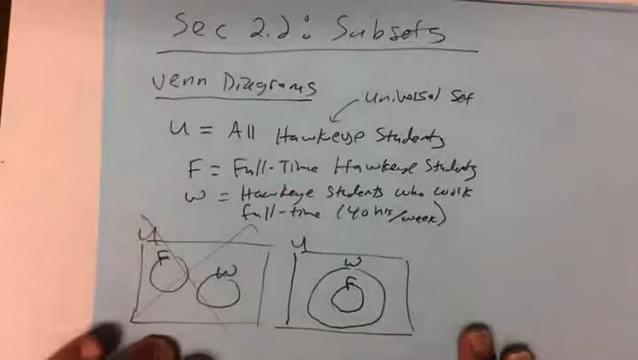 Sec 2.2: Subsets
Venn Diagrams
universal set
U = All Hawkeye Students
F = Full-Time Hawkeye Students
W = Hawkeye Students who work
full-time (40 hrs/week)
U
F
W
U
W
F